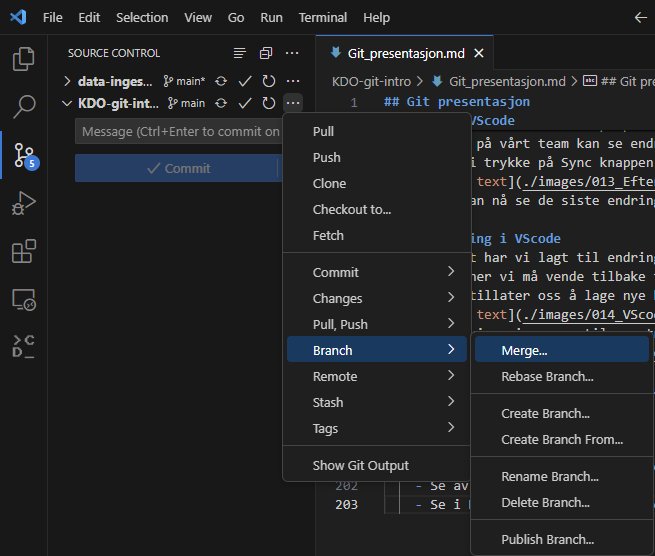 File Edit Selection View Go Run Terminal Help
SOURCE CONTROL
data-inges... main*
KDO-git-int... main
Message (Ctrl+Enter to commit on
Commit
5
Git_presentasjon.md
KDO-git-intro > Git_presentasjon.md > ## Git pres
1 ## Git presentasjon
VScode
på vårt team kan se endr
i trykke på Sync knappen
text](./images/013_Efter
an nå se de siste endring
ing i VScode
t har vi lagt til endring
ner vi må vende tilbake
tillater oss å lage nye
text](./images/014_VSco
Pull
Push
Clone
Checkout to...
Fetch
Commit
Changes
Pull, Push
Branch
Remote
Stash
Tags
Show Git Output
Merge...
Rebase Branch...
Create Branch...
Create Branch From...
Rename Branch...
Delete Branch...
Publish Branch...
202 - Se av
203 - Se i